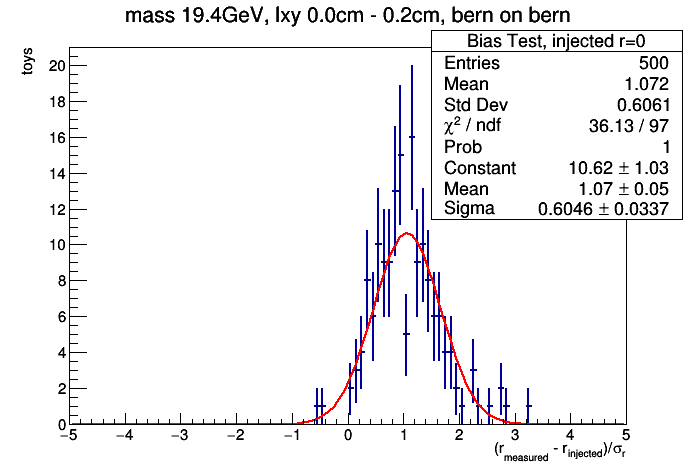 mass 19.4GeV, lxy 0.0cm - 0.2cm, bern on bern
toys
Bias Test, injected r=0
Entries 500
Mean 1.072
Std Dev 0.6061
χ² / ndf 36.13 / 97
Prob 1
Constant 10.62 ± 1.03
Mean 1.07 ± 0.05
Sigma 0.6046 ± 0.0337
20
18
16
14
12
10
8
6
4
2
0
−5 −4 −3 −2 −1 0 1 2 3 4 5
(r_measured - r_injected)/σ_r